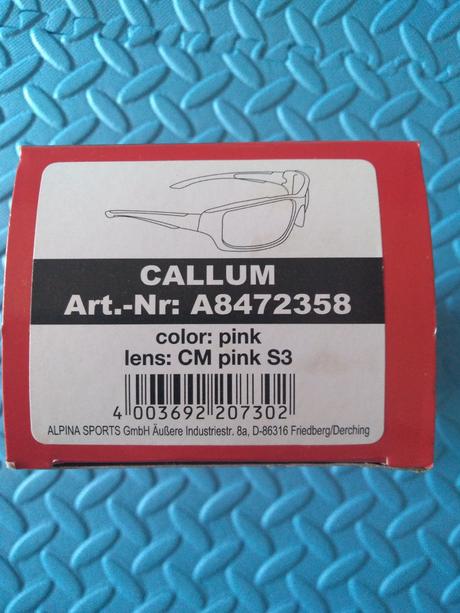 CALLUM
Art.-Nr: A8472358
color: pink
lens: CM pink S3
4 003692 207302
ALPINA SPORTS GmbH Äußere Industriestr. 8a, D-86316 Friedberg/Derching